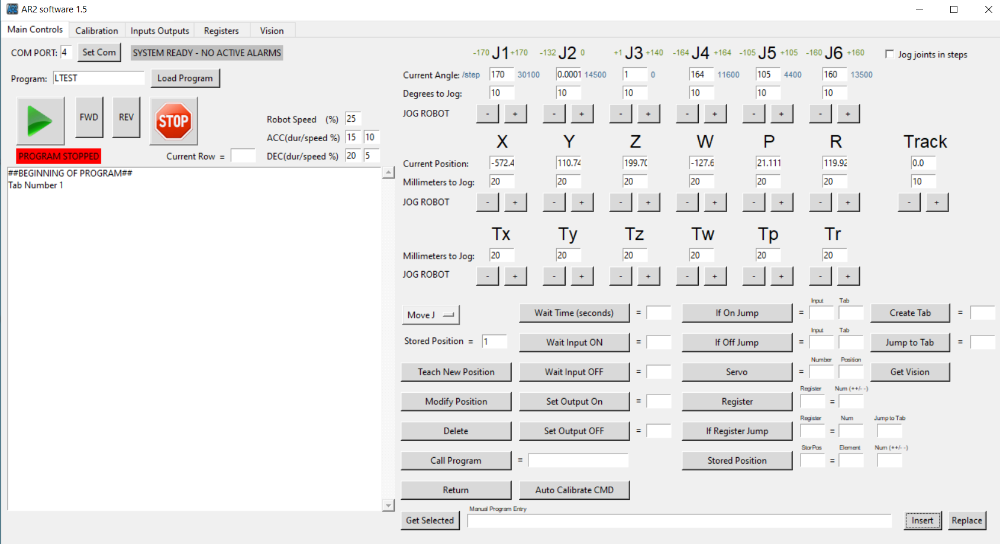 AR2 software 1.5
Main Controls Calibration Inputs Outputs Registers Vision
COM PORT: 4 Set Com SYSTEM READY - NO ACTIVE ALARMS
Program: LTEST Load Program
FWD REV STOP
Robot Speed (%) 25
ACC(dur/speed %) 15 10
DEC(dur/speed %) 20 5
PROGRAM STOPPED Current Row =
##BEGINNING OF PROGRAM##
Tab Number 1
-170 J1 +170 -132 J2 0 +1 J3 +140 -164 J4 +164 -105 J5 +105 -160 J6 +160 Jog joints in steps
Current Angle: /step 170 30100 0.0001 14500 1 0 164 11600 105 4400 160 13500
Degrees to Jog: 10 10 10 10 10 10
JOG ROBOT - + - + - + - + - + - +
X Y Z W P R Track
Current Position: -572.4 110.74 199.70 -127.6 21.111 119.92 0.0
Millimeters to Jog: 20 20 20 20 20 20 10
JOG ROBOT - + - + - + - + - + - + - +
Tx Ty Tz Tw Tp Tr
Millimeters to Jog: 20 20 20 20 20 20
JOG ROBOT - + - + - + - + - + - +
Input Tab
Move J Wait Time (seconds) = If On Jump = Create Tab =
Input Tab
Stored Position = 1 Wait Input ON = If Off Jump = Jump to Tab =
Number Position
Teach New Position Wait Input OFF = Servo = Get Vision
Register Num (++/- -)
Modify Position Set Output On = Register =
Register Num Jump to Tab
Delete Set Output OFF = If Register Jump =
StorPos Element Num (++/- -)
Call Program = Stored Position =
Return Auto Calibrate CMD
Manual Program Entry
Get Selected Insert Replace